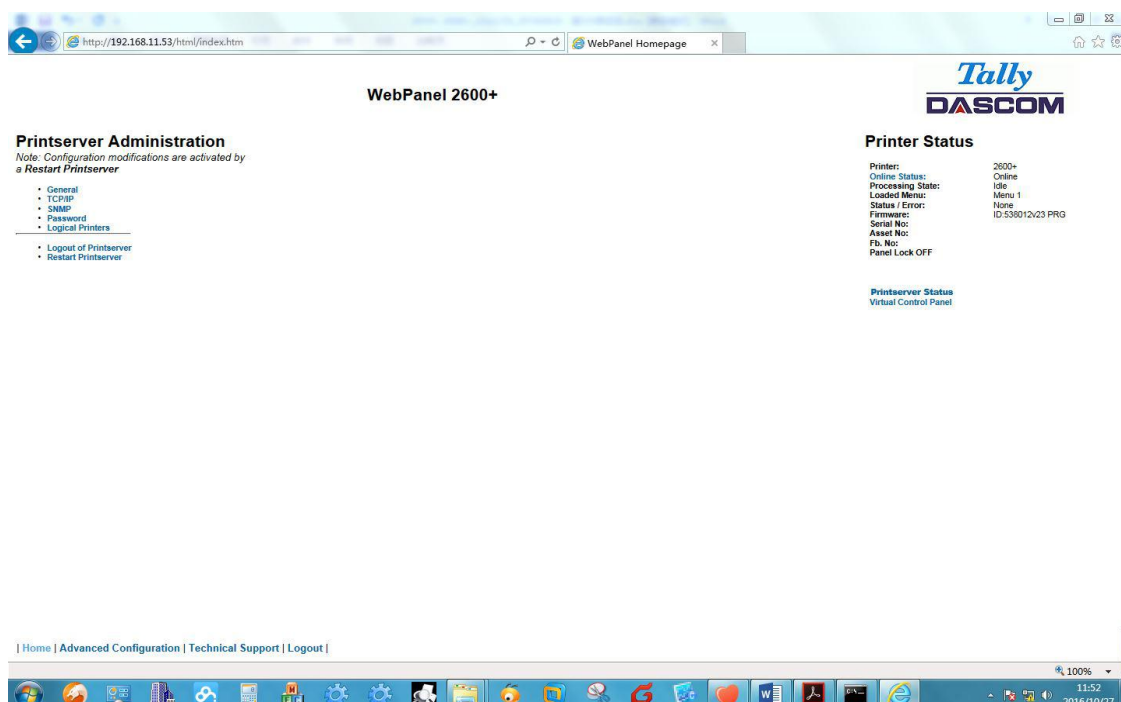 http://192.168.11.53/html/index.htm
WebPanel Homepage
WebPanel 2600+
Tally
DASCOM
Printserver Administration
Note: Configuration modifications are activated by
a Restart Printserver
• General
• TCP/IP
• SNMP
• Password
• Logical Printers
• Logout of Printserver
• Restart Printserver
Printer Status
Printer: 2600+
Online Status: Online
Processing State: Idle
Loaded Menu: Menu 1
Status / Error: None
Firmware: ID:538012v23 PRG
Serial No:
Asset No:
Fb. No:
Panel Lock OFF
Printserver Status
Virtual Control Panel
| Home | Advanced Configuration | Technical Support | Logout |
100%
11:52
2016/10/27